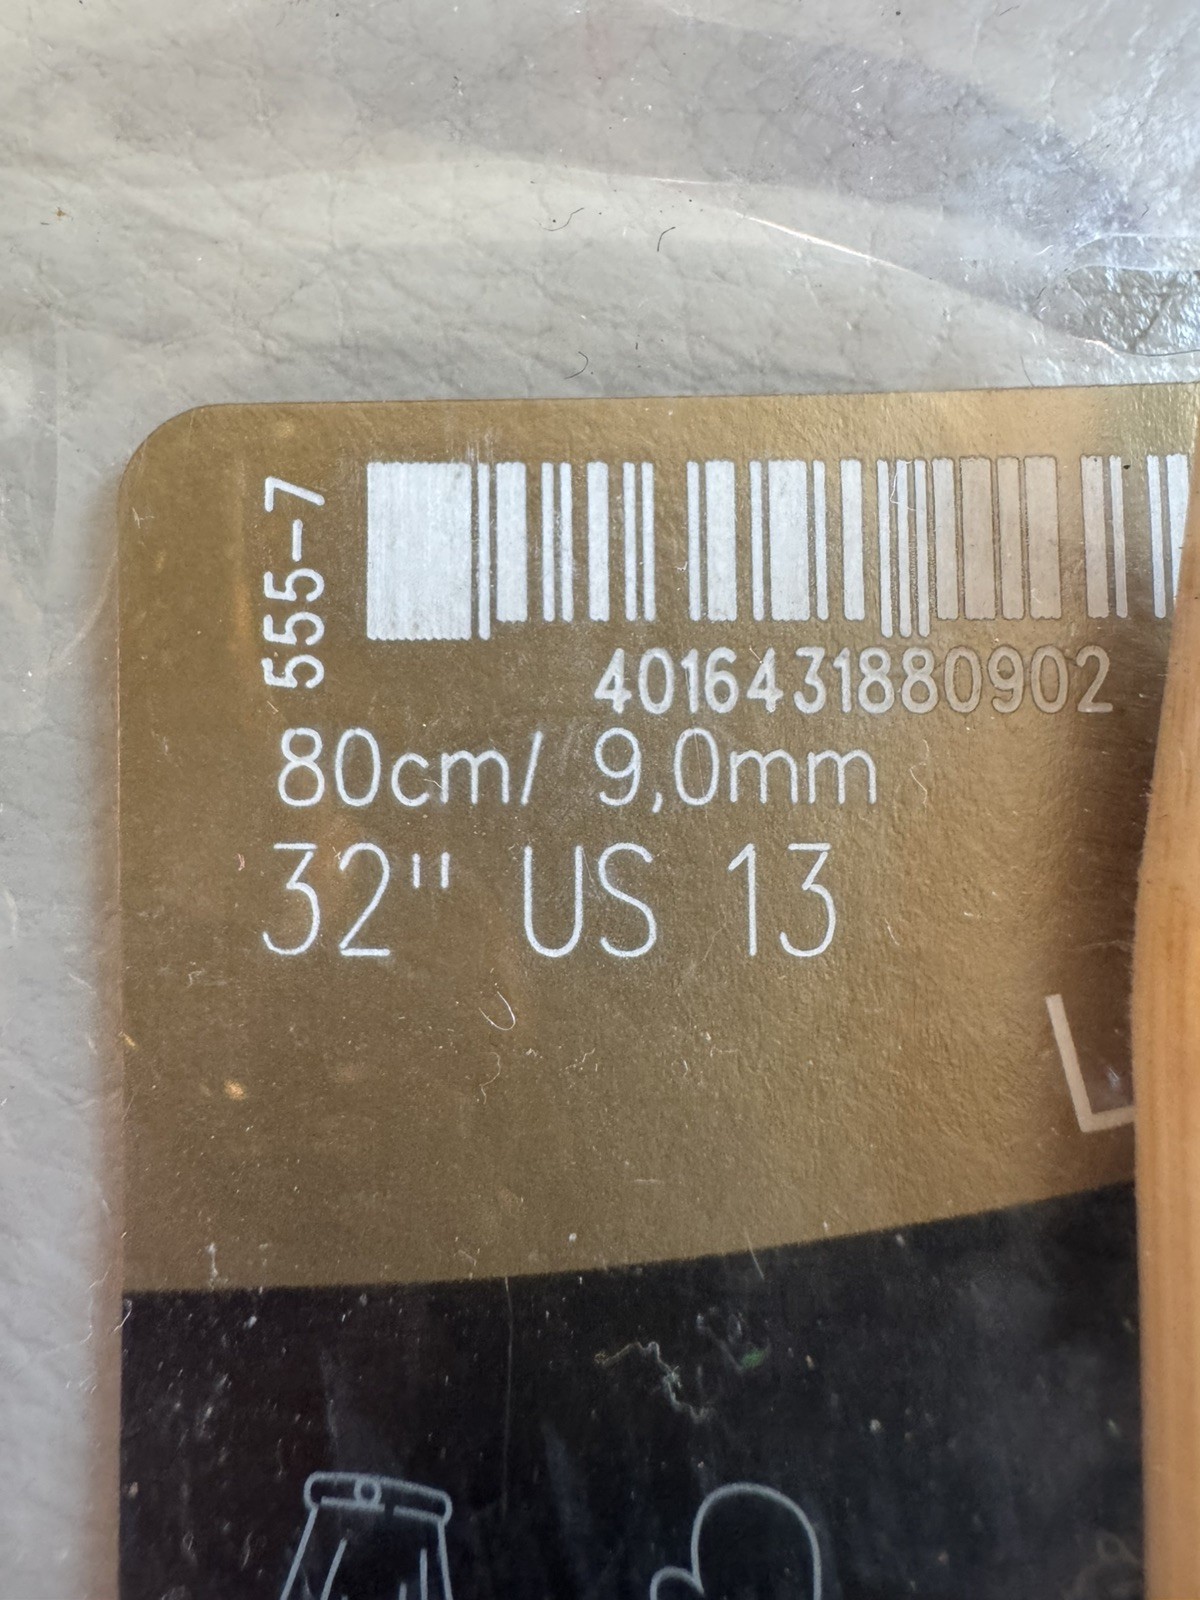 555-7
4016431880902
80cm/ 9,0mm
32" US 13
L